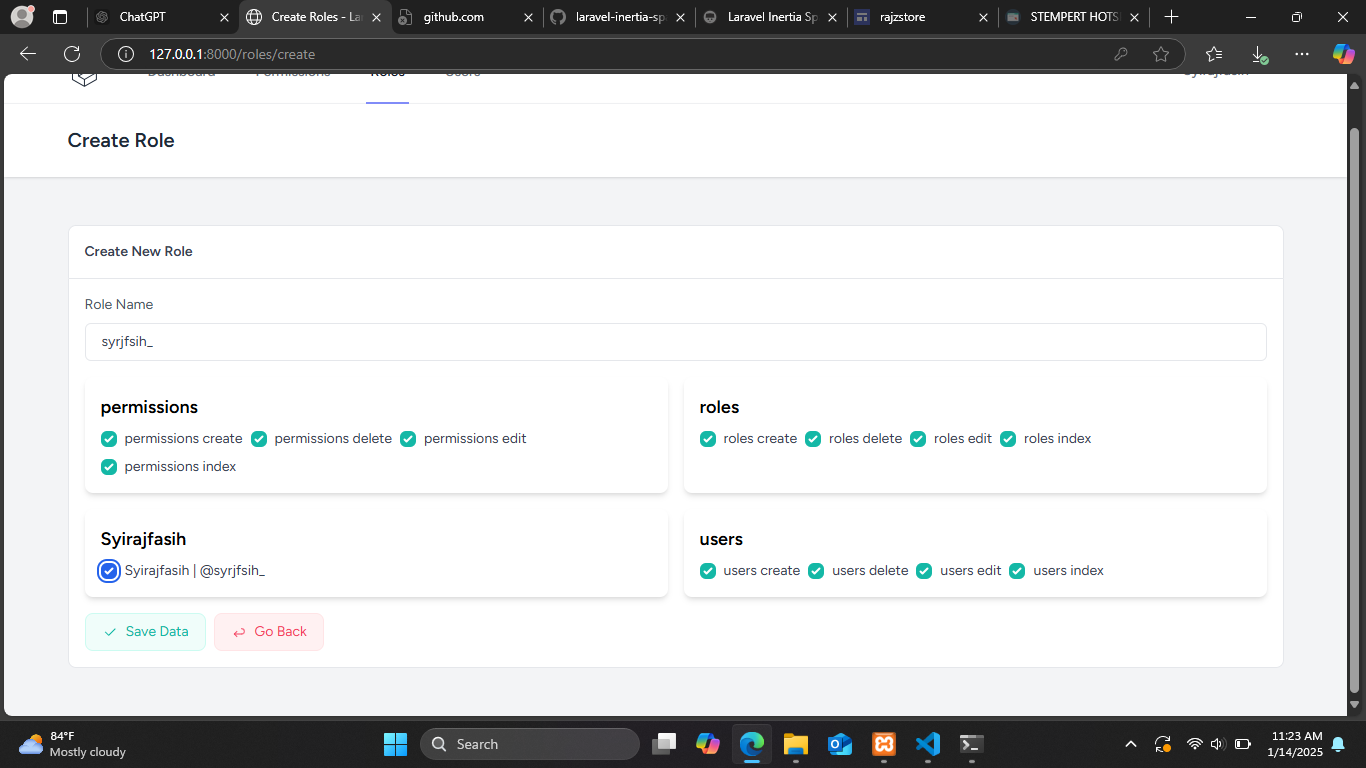 ChatGPT
Create Roles - La
github.com
laravel-inertia-sp
Laravel Inertia Sp
rajzstore
STEMPERT HOTS
127.0.0.1:8000/roles/create
Dashboard Permissions Roles Users Syirajfasih
Create Role
Create New Role
Role Name
syrjfsih_
permissions
permissions create permissions delete permissions edit
permissions index
roles
roles create roles delete roles edit roles index
Syirajfasih
Syirajfasih | @syrjfsih_
users
users create users delete users edit users index
Save Data
Go Back
84°F
Mostly cloudy
Search
11:23 AM
1/14/2025